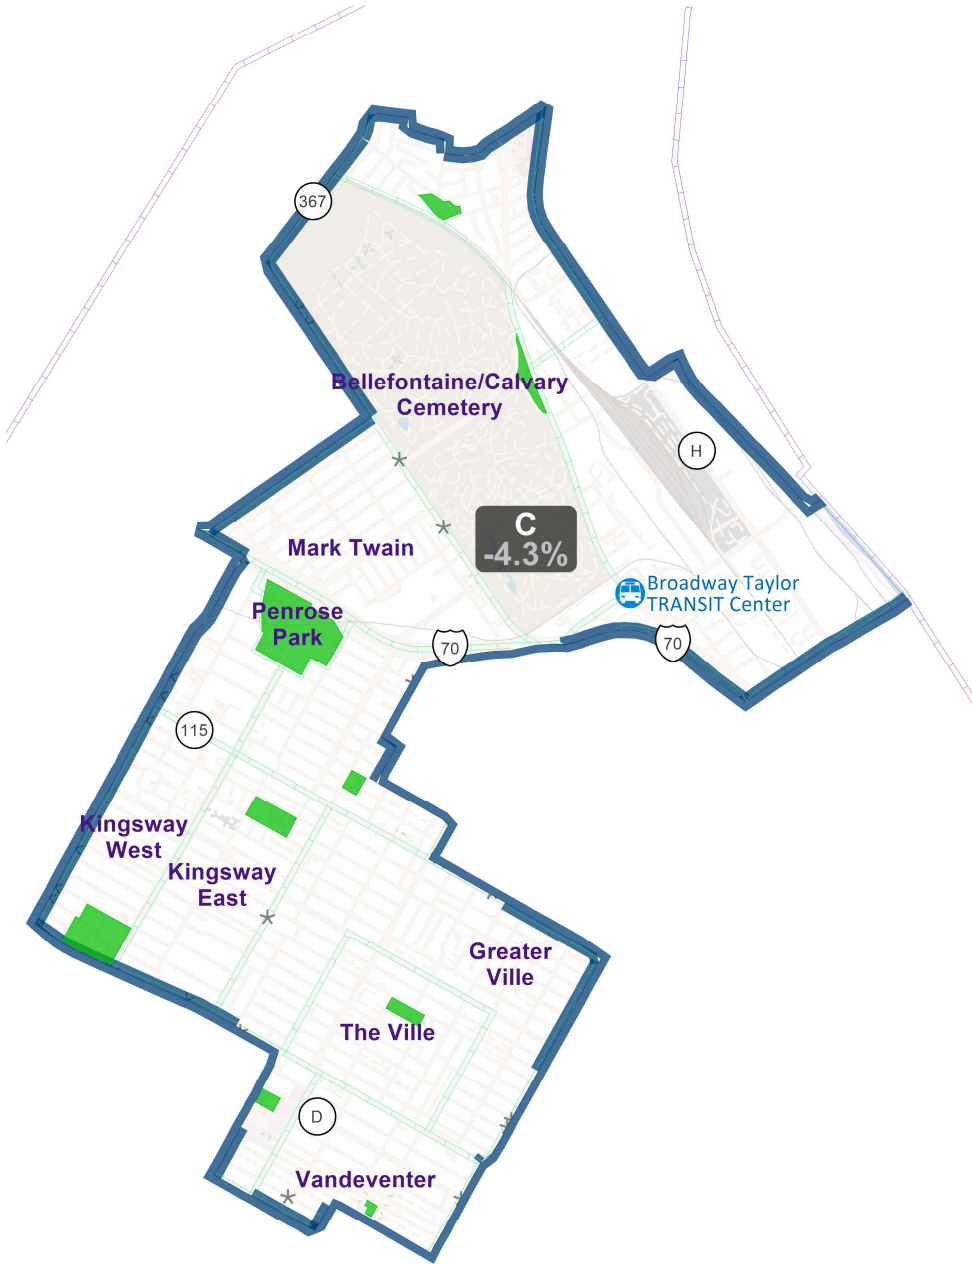 367
Bellefontaine/Calvary
Cemetery
H
C
-4.3%
Mark Twain
Broadway Taylor
TRANSIT Center
Penrose
Park
70
70
115
Kingsway
West
Kingsway
East
Greater
Ville
The Ville
D
Vandeventer